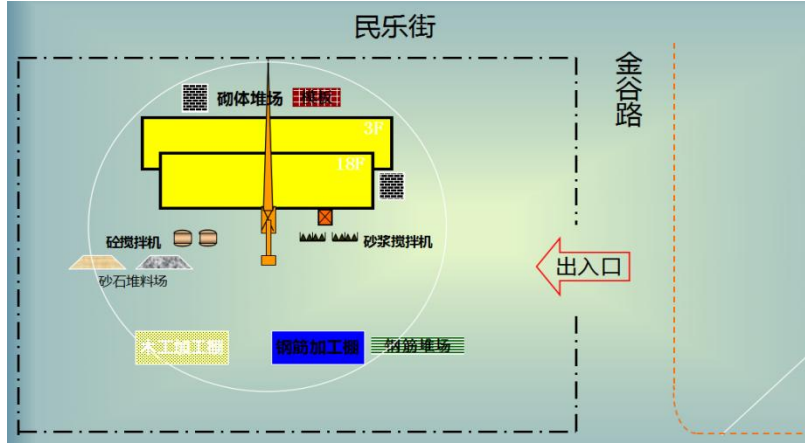 民乐街
金谷路
砌体堆场
模板
3F
18F
砼搅拌机
砂浆搅拌机
出入口
砂石堆料场
木工加工棚
钢筋加工棚
钢筋堆场